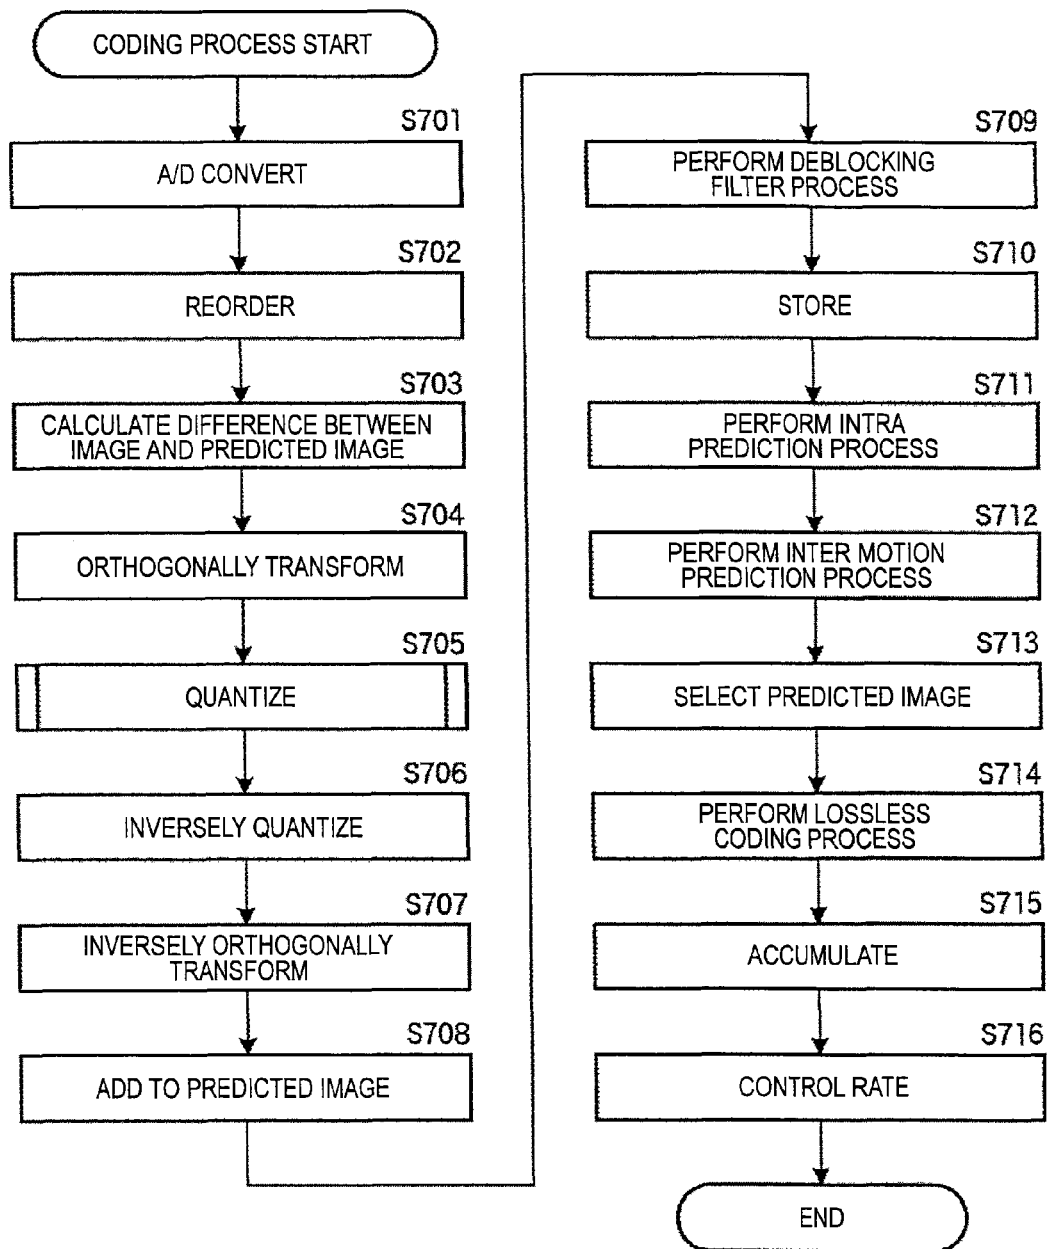 CODING PROCESS START
S701
A/D CONVERT
S702
REORDER
S703
CALCULATE DIFFERENCE BETWEEN
IMAGE AND PREDICTED IMAGE
S704
ORTHOGONALLY TRANSFORM
S705
QUANTIZE
S706
INVERSELY QUANTIZE
S707
INVERSELY ORTHOGONALLY
TRANSFORM
S708
ADD TO PREDICTED IMAGE
S709
PERFORM DEBLOCKING
FILTER PROCESS
S710
STORE
S711
PERFORM INTRA
PREDICTION PROCESS
S712
PERFORM INTER MOTION
PREDICTION PROCESS
S713
SELECT PREDICTED IMAGE
S714
PERFORM LOSSLESS
CODING PROCESS
S715
ACCUMULATE
S716
CONTROL RATE
END